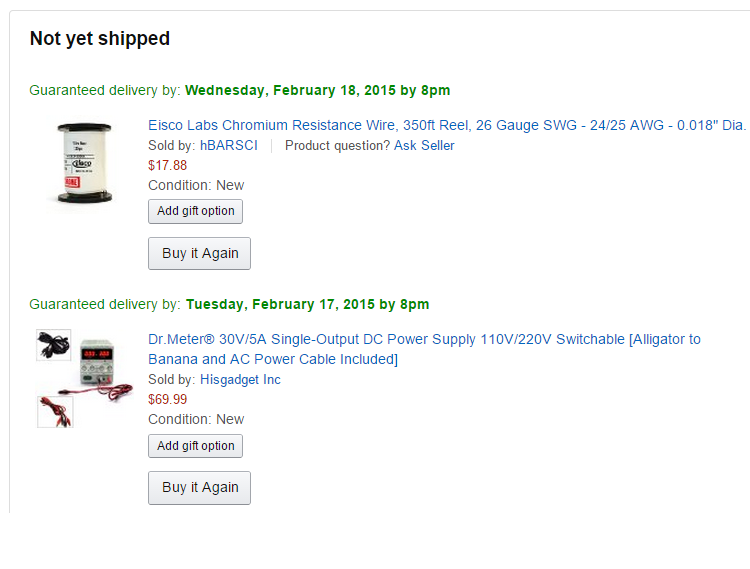 Not yet shipped
Guaranteed delivery by: Wednesday, February 18, 2015 by 8pm
Eisco Labs Chromium Resistance Wire, 350ft Reel, 26 Gauge SWG - 24/25 AWG - 0.018" Dia.
Sold by: hBARSCI | Product question? Ask Seller
$17.88
Condition: New
Add gift option
Buy it Again
Guaranteed delivery by: Tuesday, February 17, 2015 by 8pm
Dr.Meter® 30V/5A Single-Output DC Power Supply 110V/220V Switchable [Alligator to
Banana and AC Power Cable Included]
Sold by: Hisgadget Inc
$69.99
Condition: New
Add gift option
Buy it Again